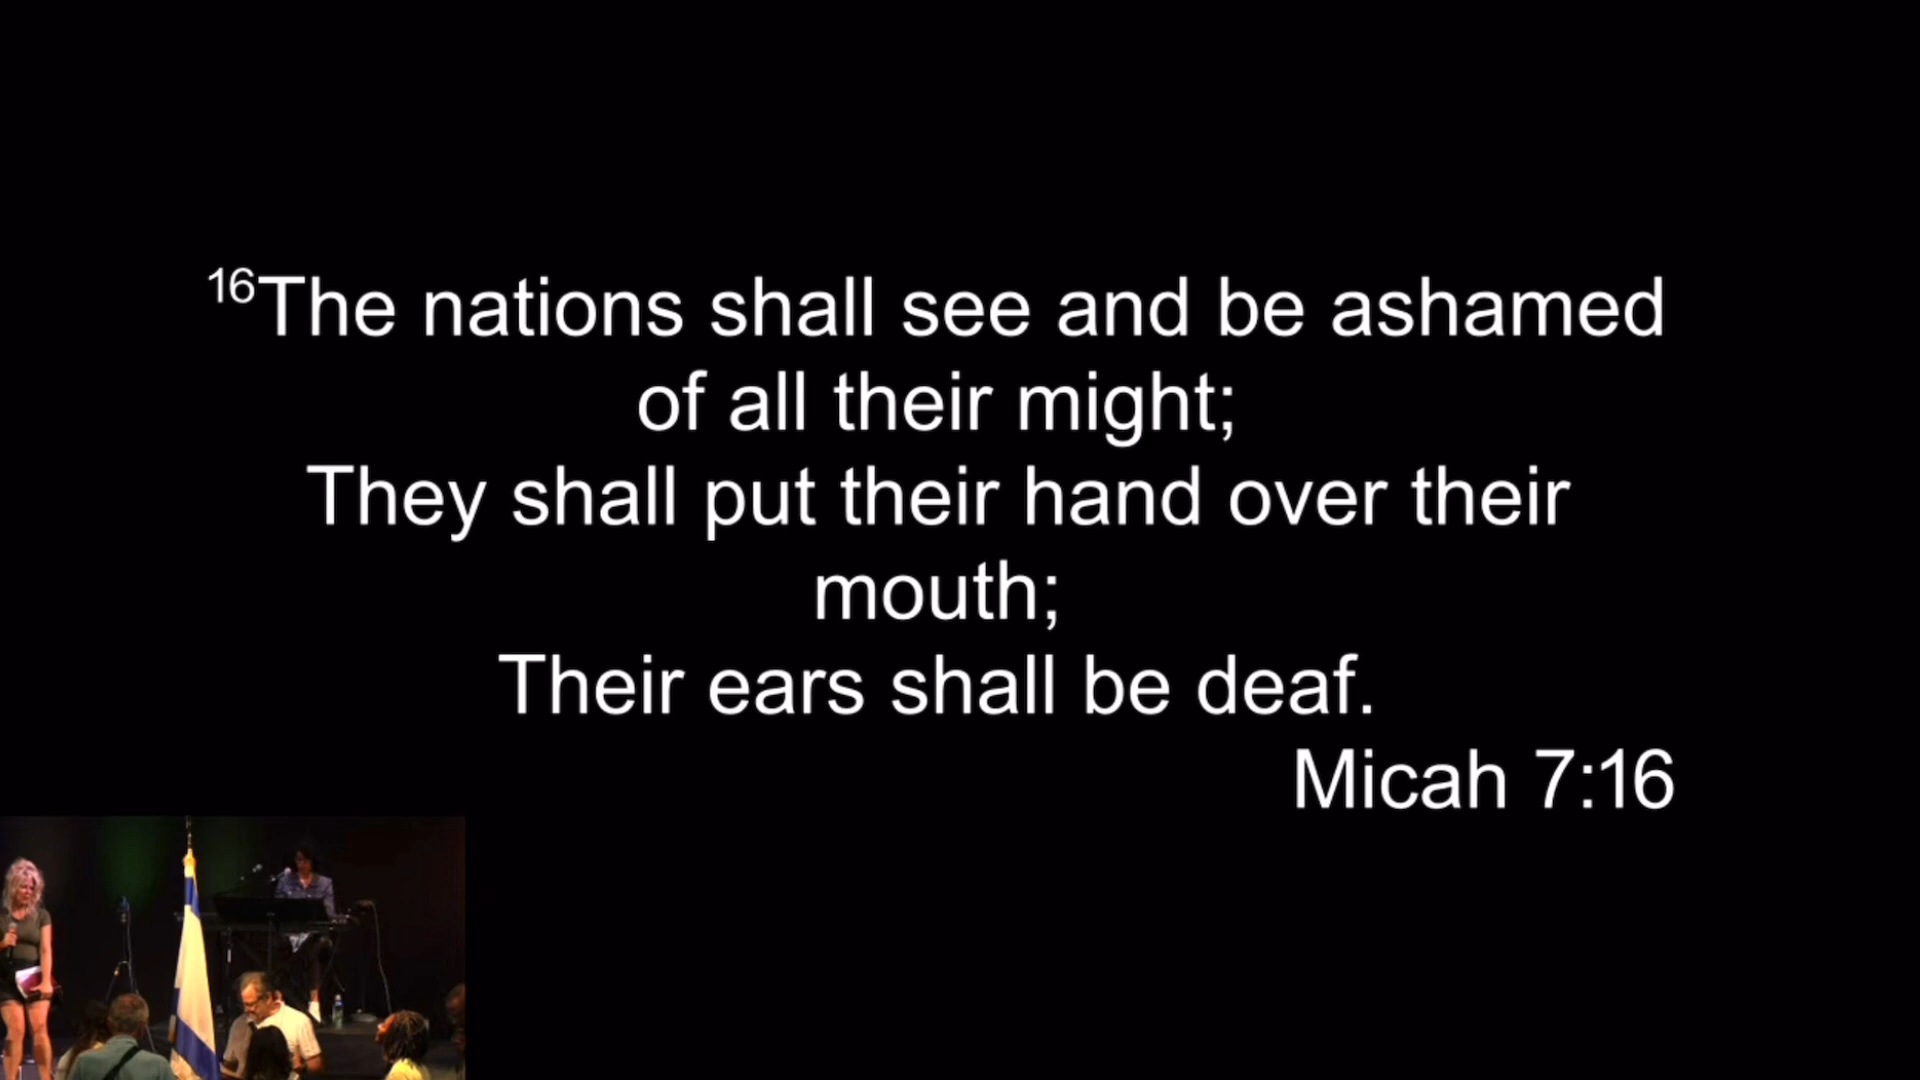 16The nations shall see and be ashamed
of all their might;
They shall put their hand over their
mouth;
Their ears shall be deaf.
Micah 7:16